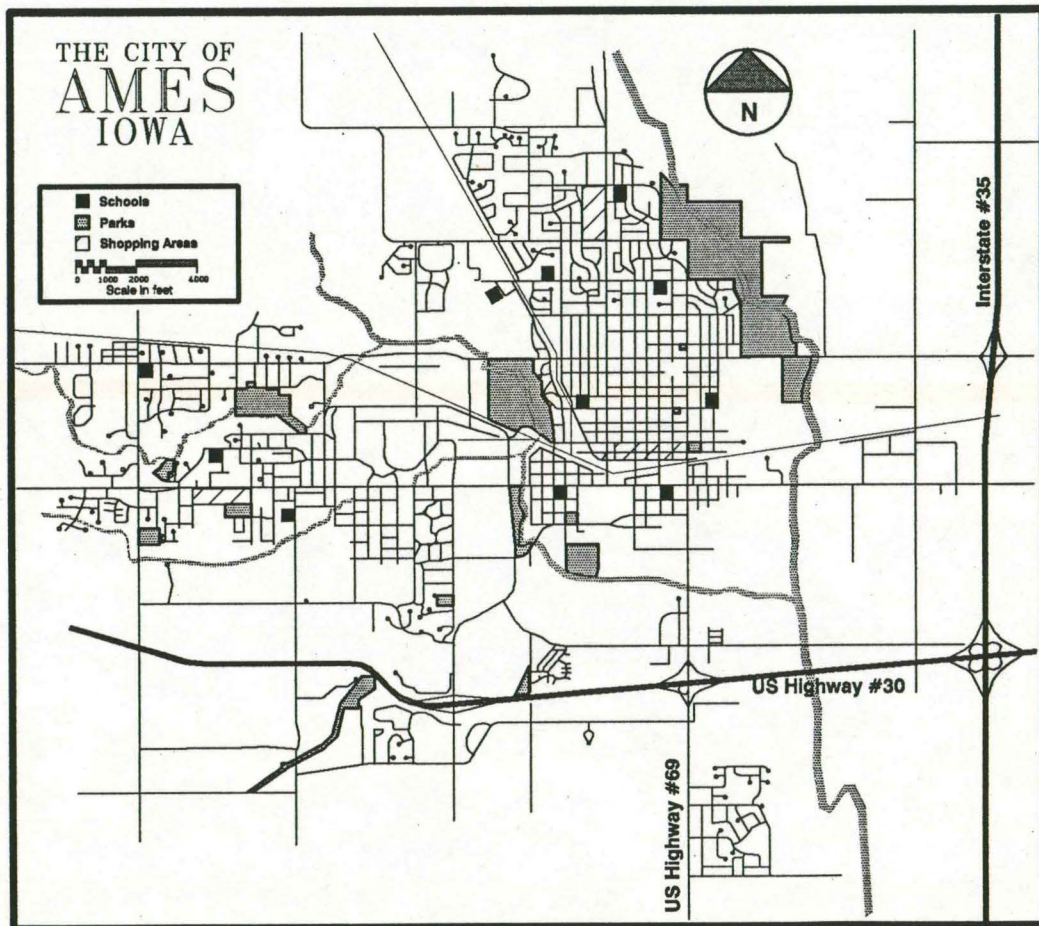 THE CITY OF
AMES
IOWA
N
Schools
Parks
Shopping Areas
0 1000 2000 4000
Scale in feet
Interstate #35
US Highway #30
US Highway #69